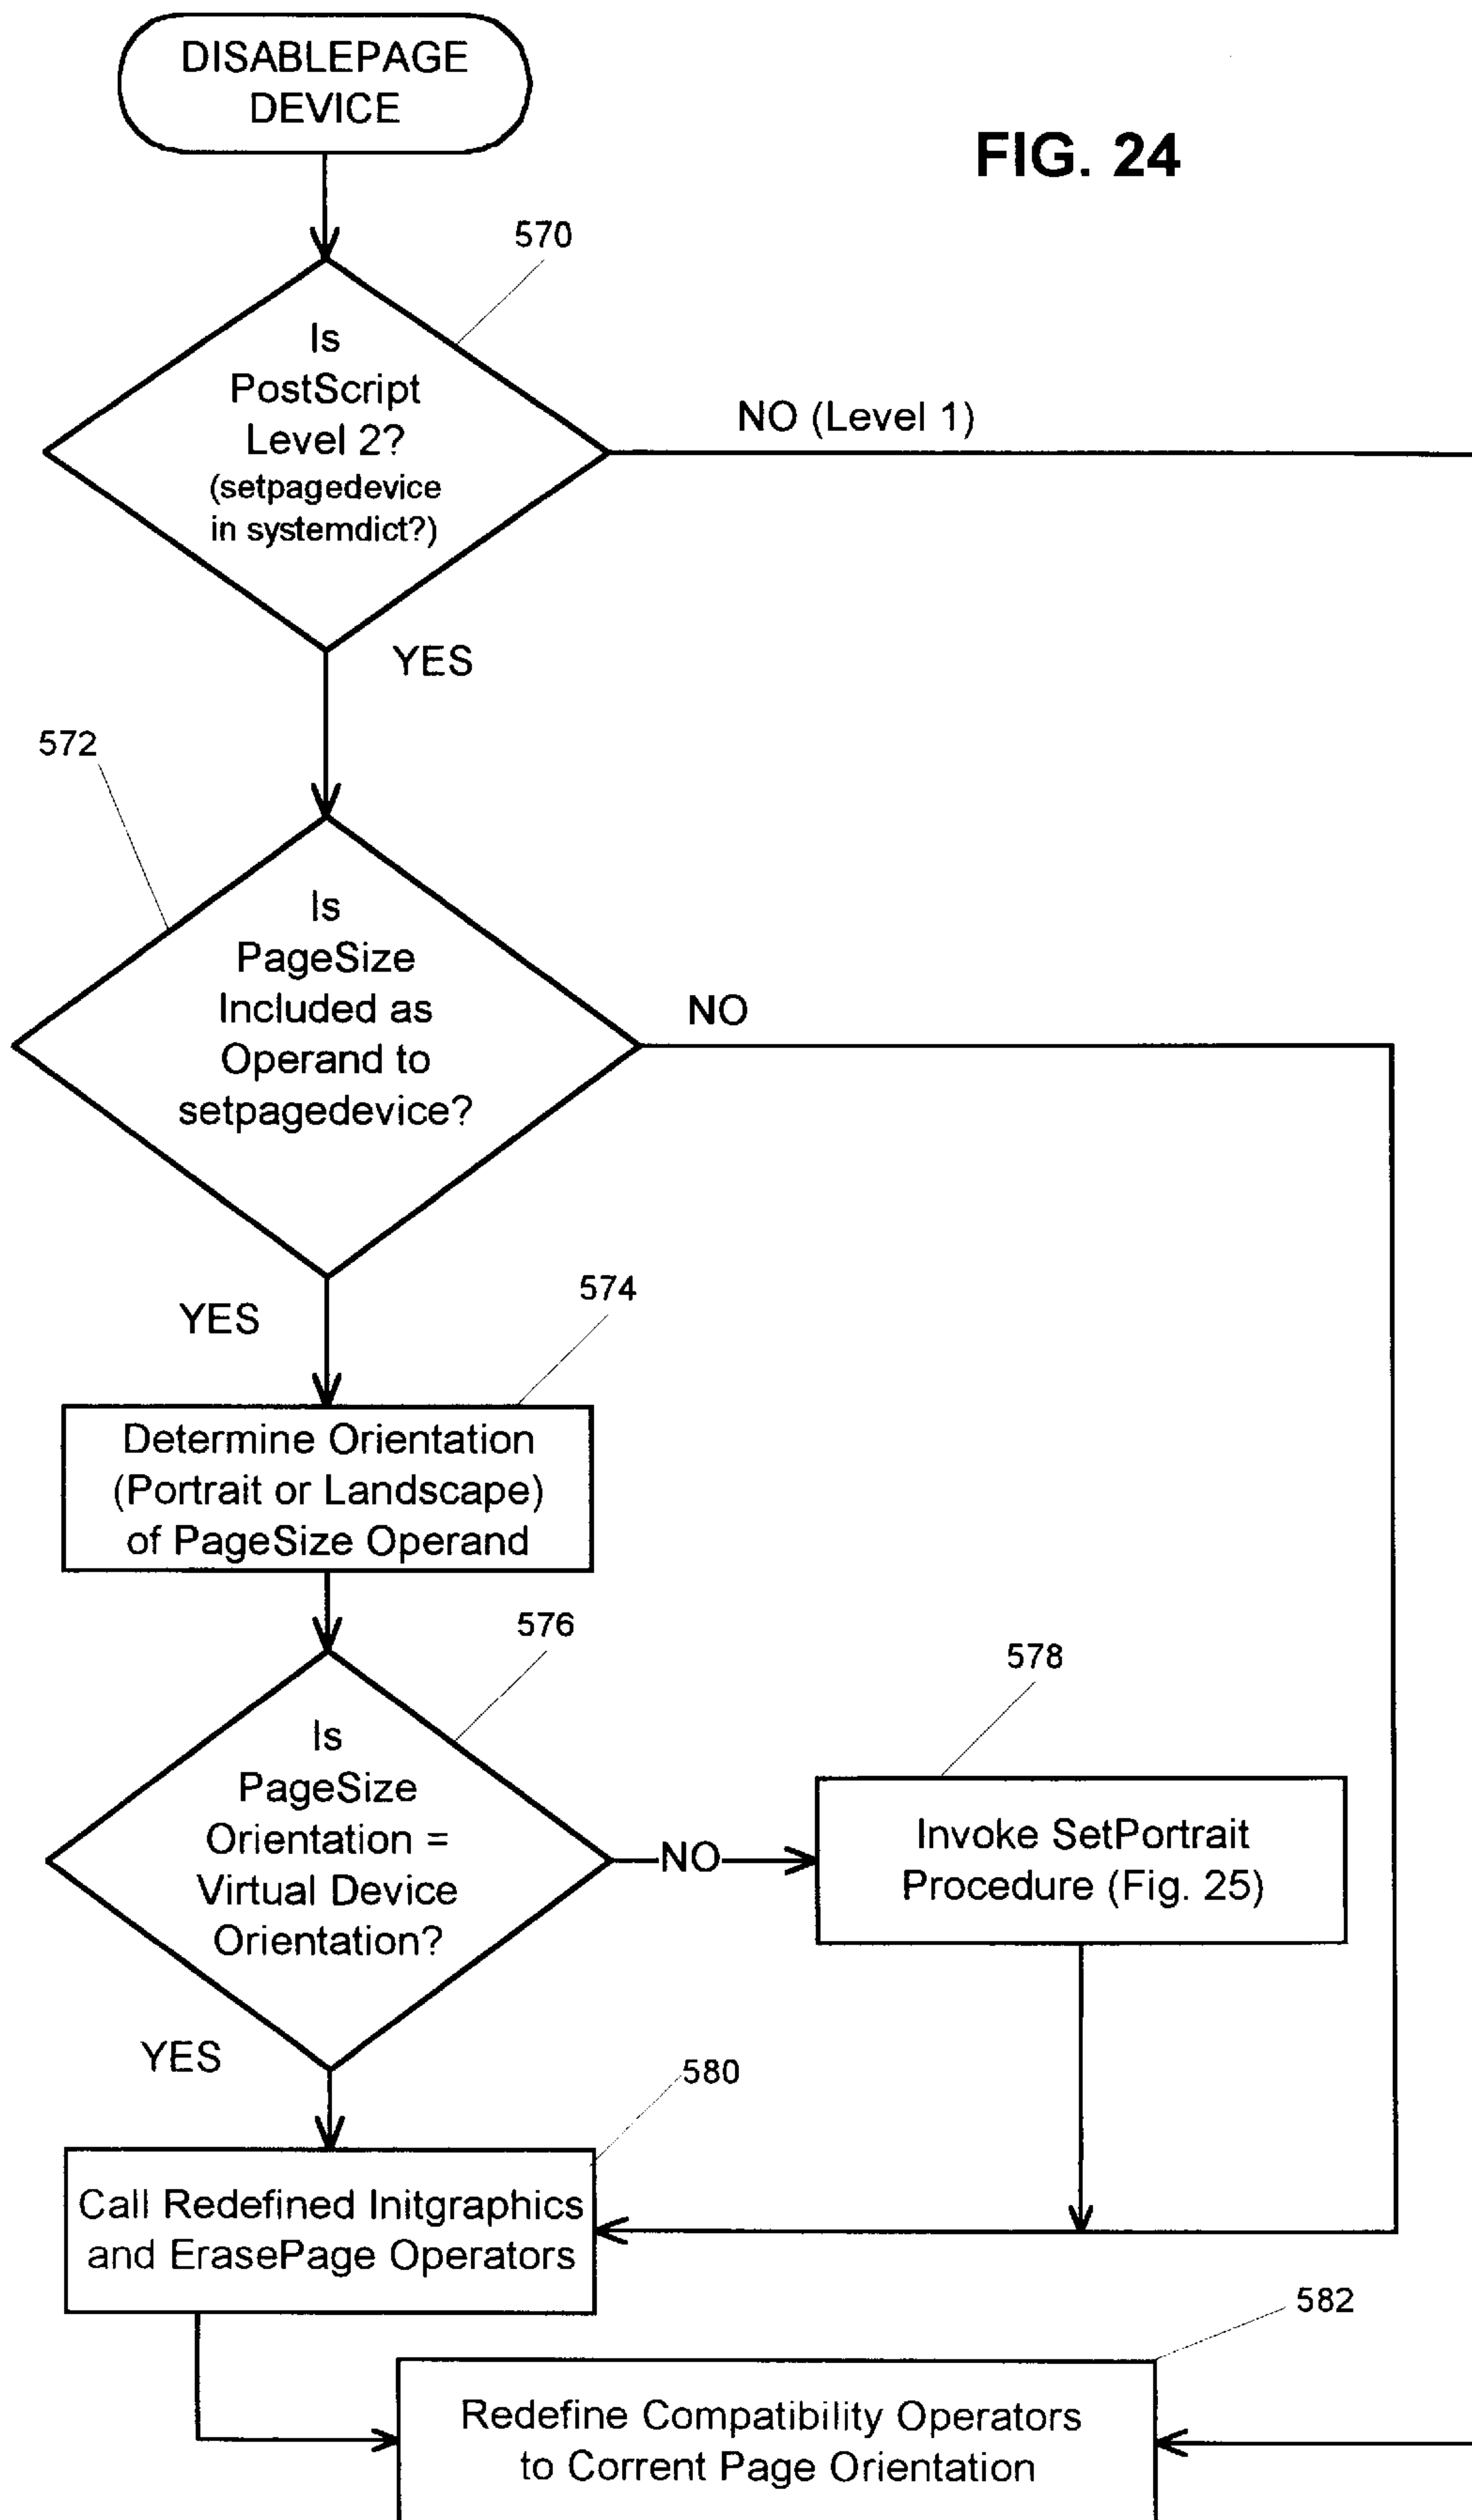 DISABLEPAGE
DEVICE
FIG. 24
570
Is
PostScript
Level 2?
(setpagedevice
in systemdict?)
NO (Level 1)
YES
572
Is
PageSize
Included as
Operand to
setpagedevice?
NO
YES
574
Determine Orientation
(Portrait or Landscape)
of PageSize Operand
576
Is
PageSize
Orientation =
Virtual Device
Orientation?
NO
578
Invoke SetPortrait
Procedure (Fig. 25)
YES
580
Call Redefined Initgraphics
and ErasePage Operators
582
Redefine Compatibility Operators
to Corrent Page Orientation